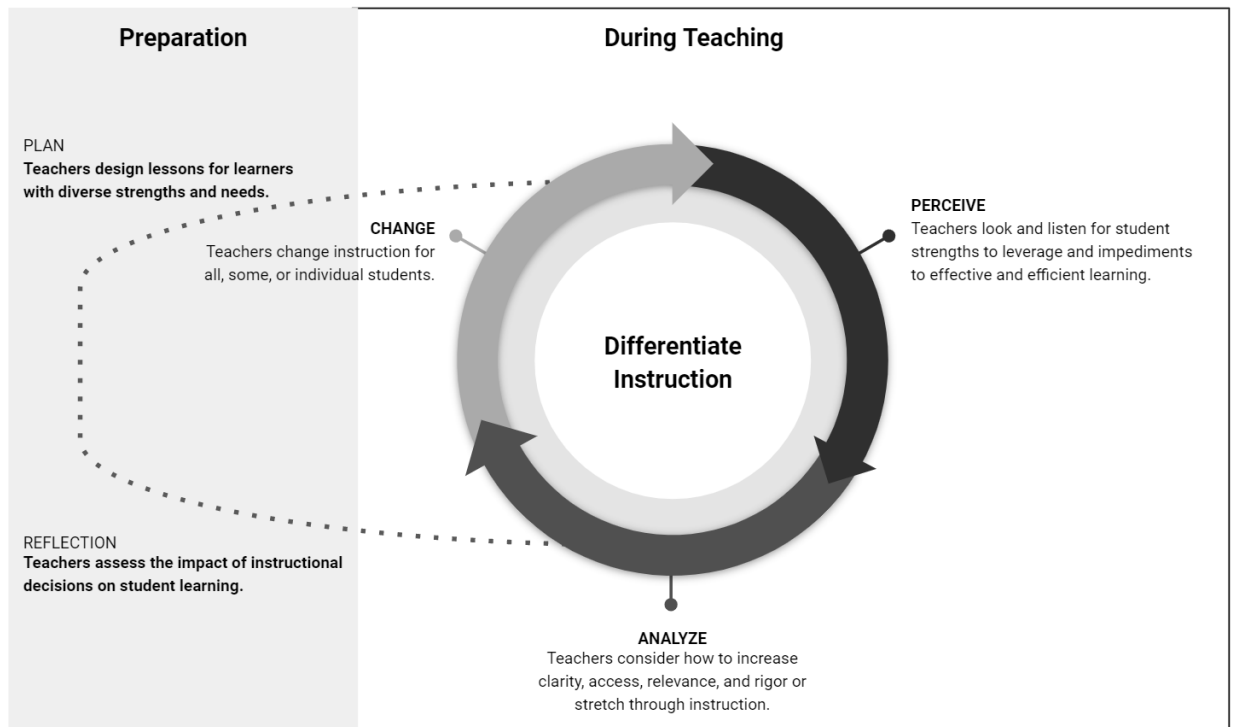 Preparation
During Teaching
PLAN
Teachers design lessons for learners
with diverse strengths and needs.
CHANGE
Teachers change instruction for
all, some, or individual students.
PERCEIVE
Teachers look and listen for student
strengths to leverage and impediments
to effective and efficient learning.
Differentiate
Instruction
REFLECTION
Teachers assess the impact of instructional
decisions on student learning.
ANALYZE
Teachers consider how to increase
clarity, access, relevance, and rigor or
stretch through instruction.